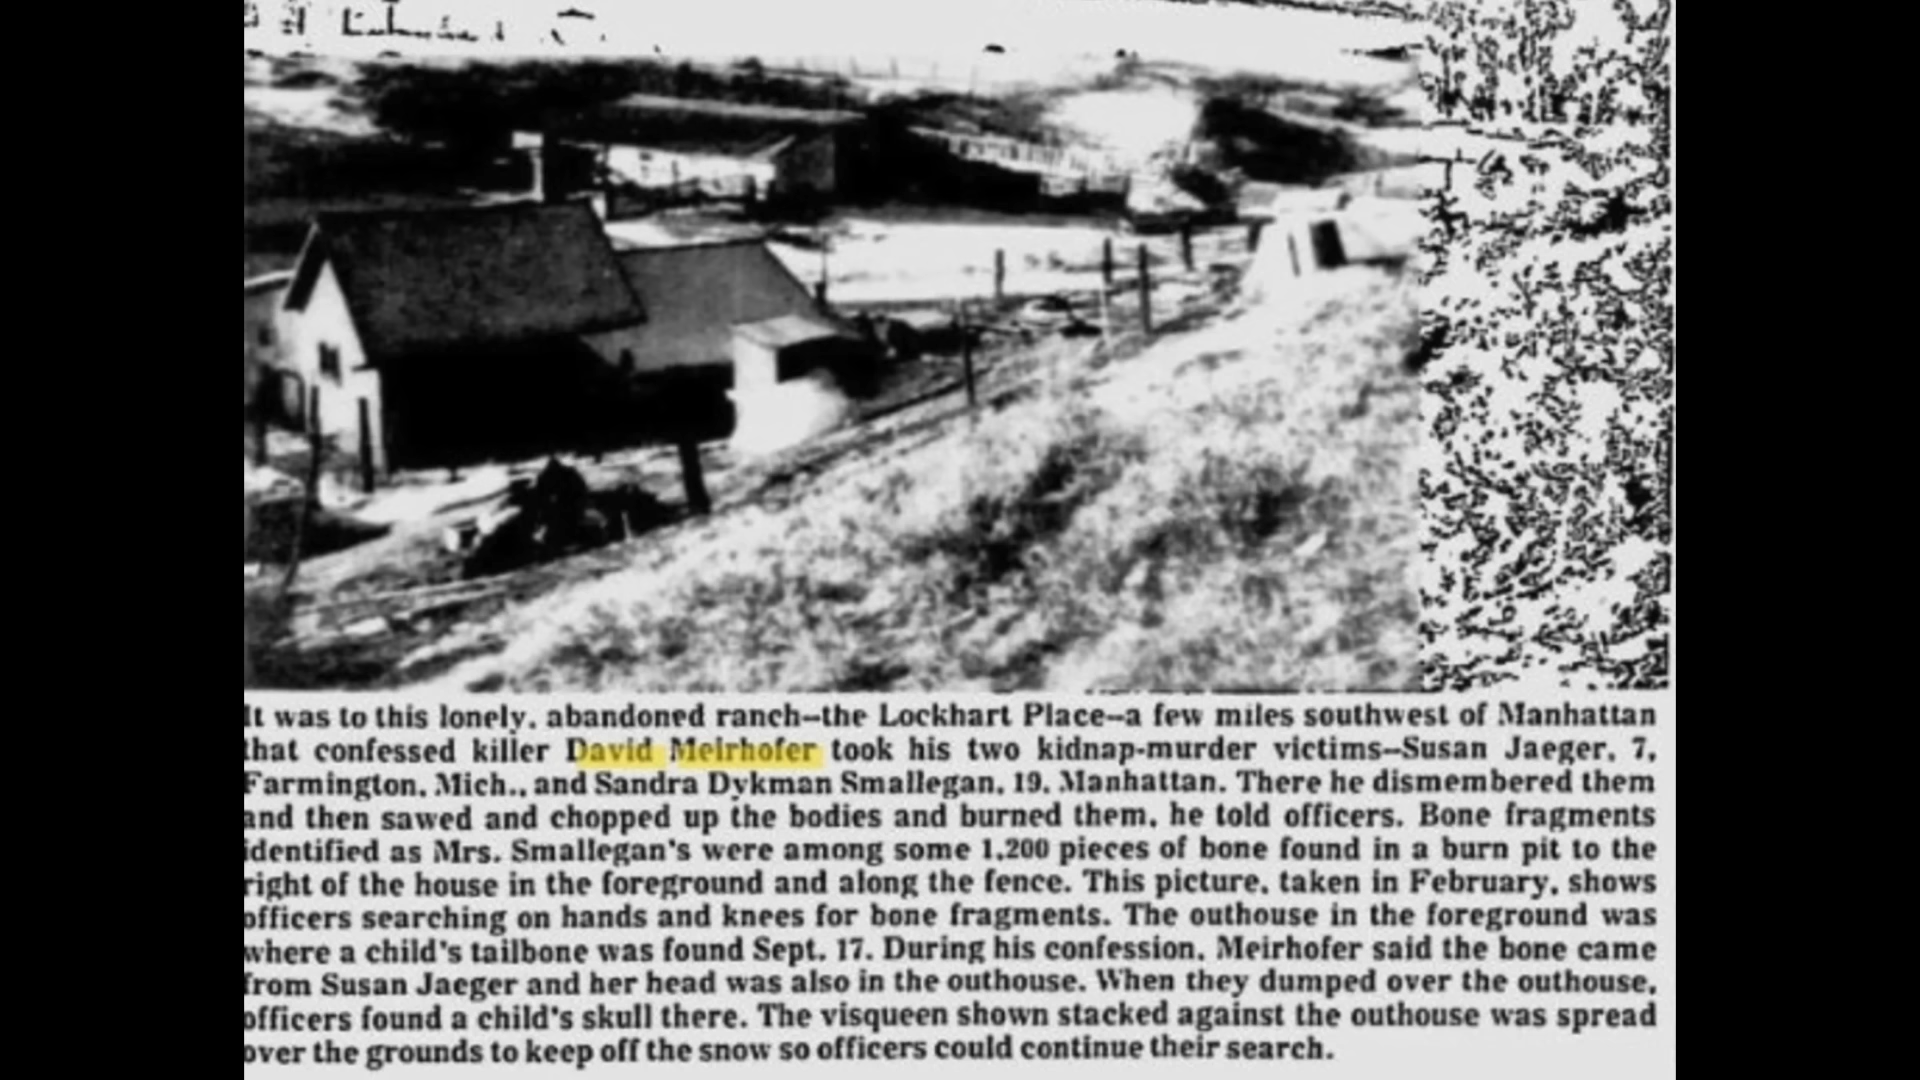 It was to this lonely, abandoned ranch--the Lockhart Place--a few miles southwest of Manhattan
that confessed killer David Meirhofer took his two kidnap-murder victims--Susan Jaeger, 7,
Farmington, Mich., and Sandra Dykman Smallegan, 19, Manhattan. There he dismembered them
and then sawed and chopped up the bodies and burned them, he told officers. Bone fragments
identified as Mrs. Smallegan's were among some 1,200 pieces of bone found in a burn pit to the
right of the house in the foreground and along the fence. This picture, taken in February, shows
officers searching on hands and knees for bone fragments. The outhouse in the foreground was
where a child's tailbone was found Sept. 17. During his confession, Meirhofer said the bone came
from Susan Jaeger and her head was also in the outhouse. When they dumped over the outhouse,
officers found a child's skull there. The visqueen shown stacked against the outhouse was spread
over the grounds to keep off the snow so officers could continue their search.